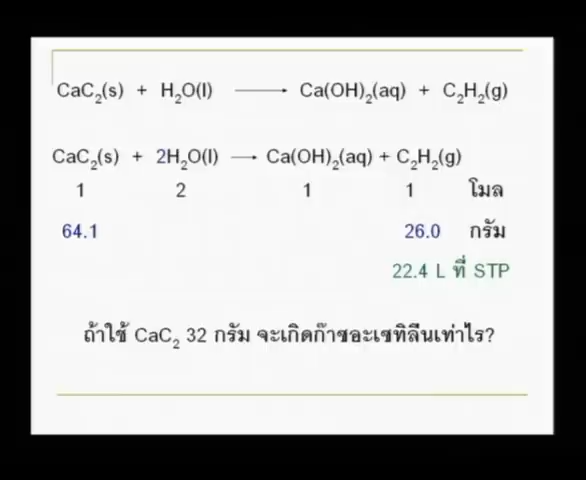 CaC₂(s) + H₂O(l) ⟶ Ca(OH)₂(aq) + C₂H₂(g)
CaC₂(s) + 2H₂O(l) ⟶ Ca(OH)₂(aq) + C₂H₂(g)
1 2 1 1 โมล
64.1 26.0 กรัม
22.4 L ที่ STP
ถ้าใช้ CaC₂ 32 กรัม จะเกิดก๊าซอะเซทิลีนเท่าไร?